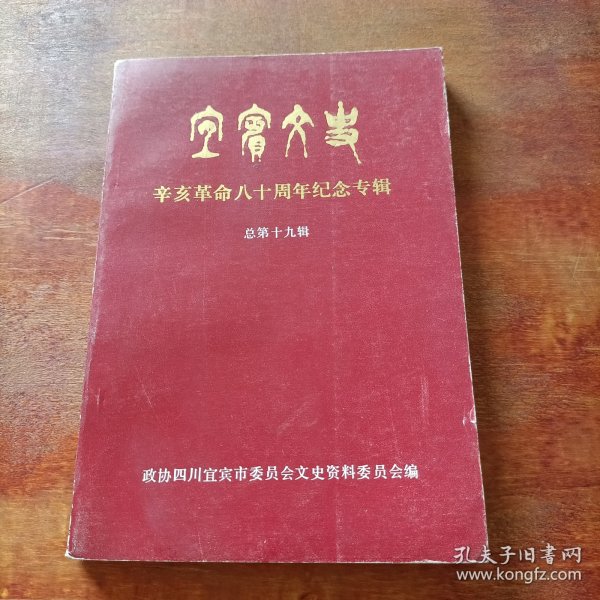 宜宾文史
辛亥革命八十周年纪念专辑
总第十九辑
政协四川宜宾市委员会文史资料委员会编
孔夫子旧书网
www.kongfz.com